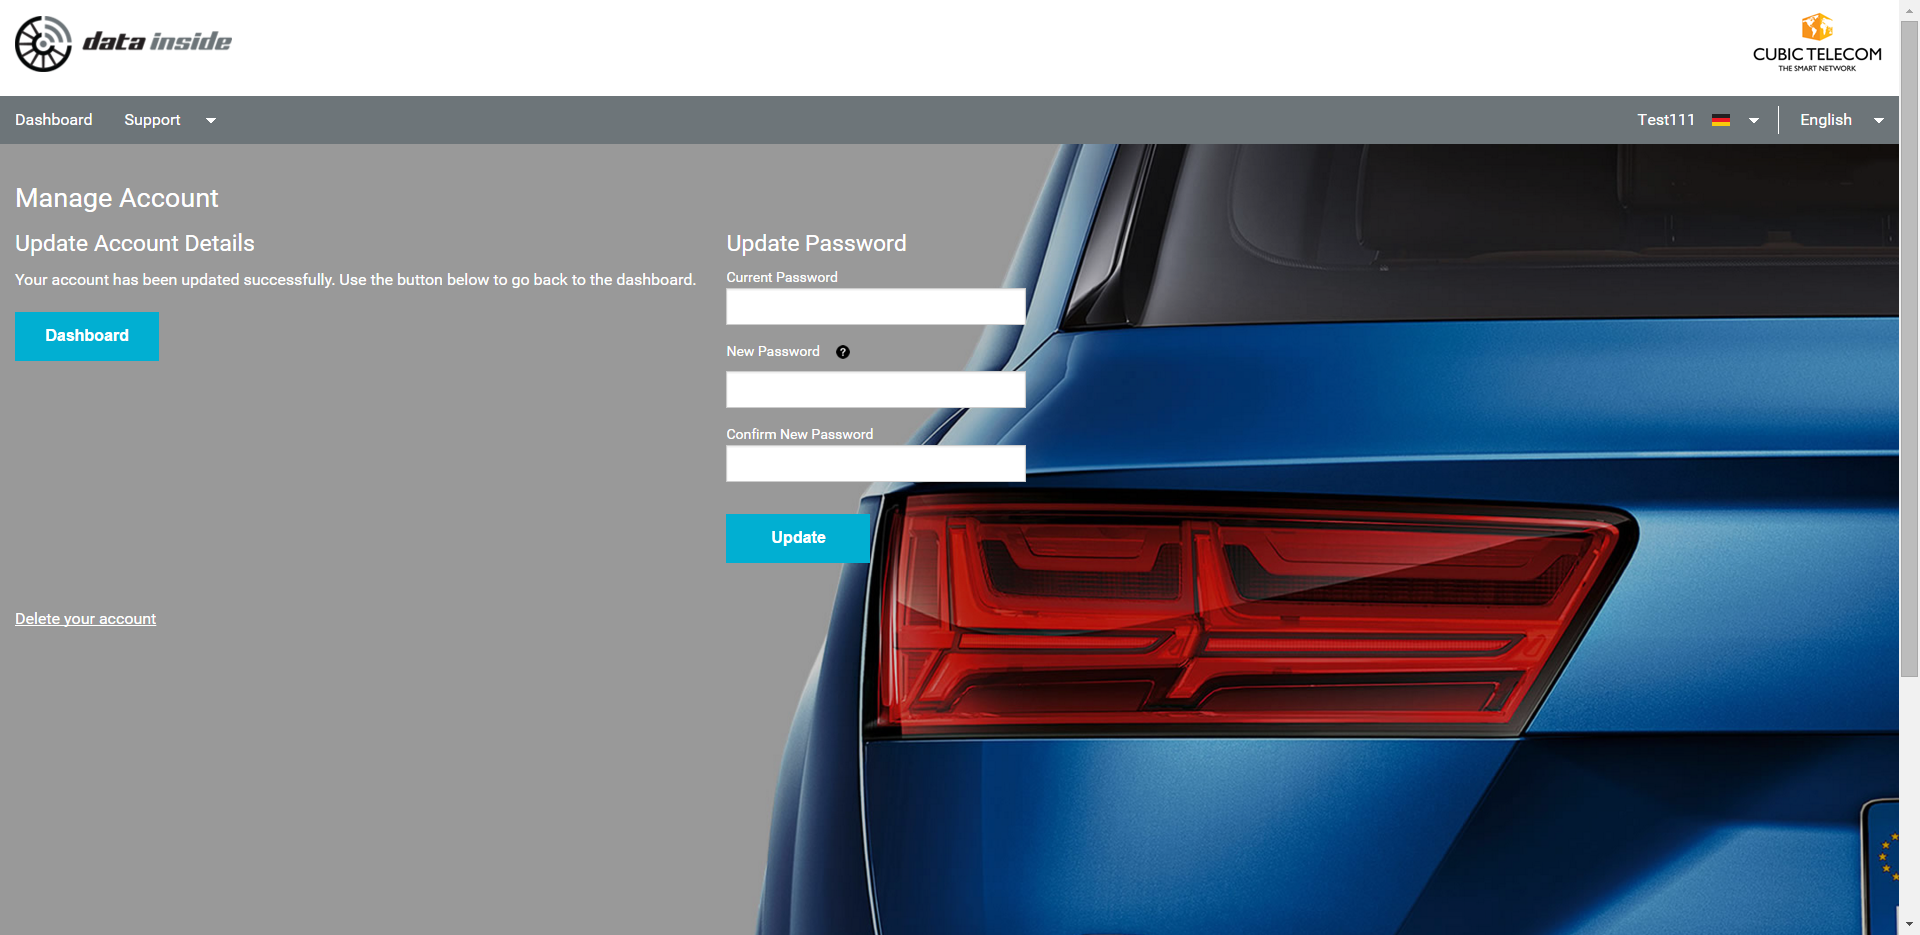 data inside
CUBIC TELECOM
THE SMART NETWORK
Dashboard
Support
Test111
English
Manage Account
Update Account Details
Your account has been updated successfully. Use the button below to go back to the dashboard.
Dashboard
Update Password
Current Password
New Password ?
Confirm New Password
Update
Delete your account